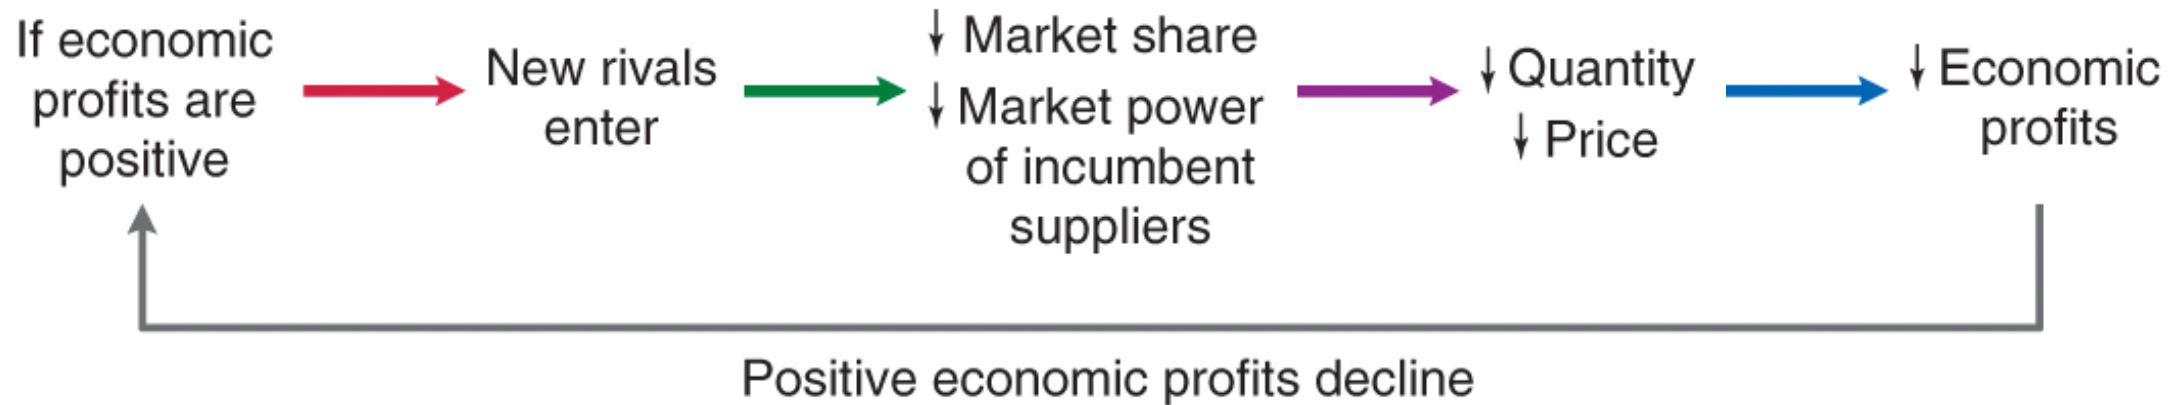 If economic
profits are
positive
New rivals
enter
↓ Market share
↓ Market power
of incumbent
suppliers
↓ Quantity
↓ Price
↓ Economic
profits
Positive economic profits decline